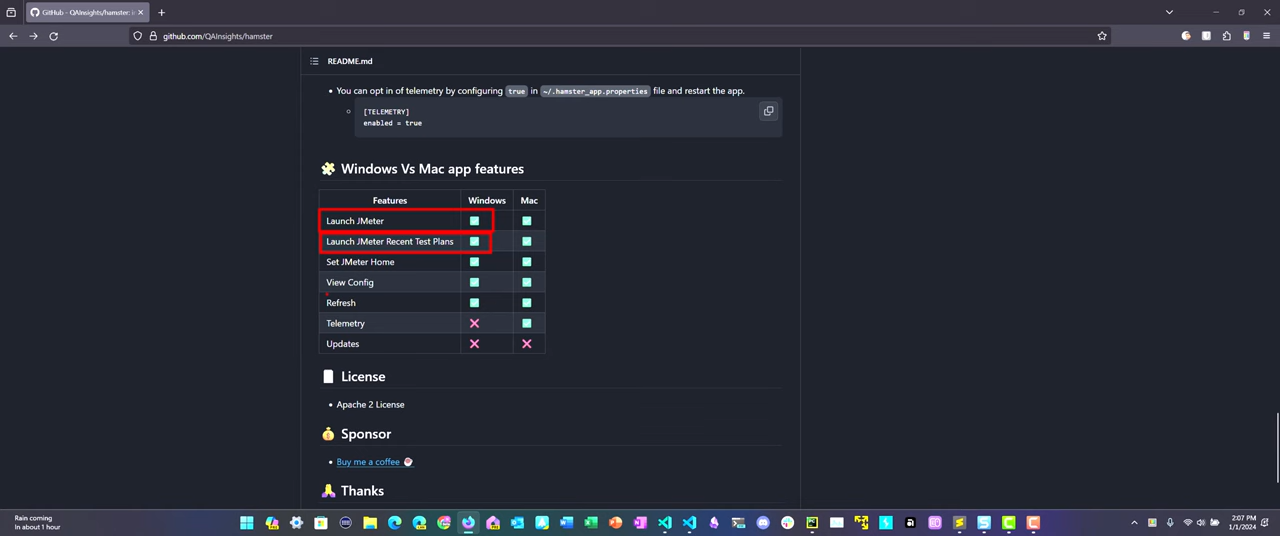 GitHub - QAInsights/hamster: i
github.com/QAInsights/hamster
README.md
You can opt in of telemetry by configuring true in ~/.hamster_app.properties file and restart the app.
[TELEMETRY]
enabled = true
Windows Vs Mac app features
Features Windows Mac
Launch JMeter
Launch JMeter Recent Test Plans
Set JMeter Home
View Config
Refresh
Telemetry
Updates
License
Apache 2 License
Sponsor
Buy me a coffee
Thanks
Rain coming
In about 1 hour
2:07 PM
1/1/2024